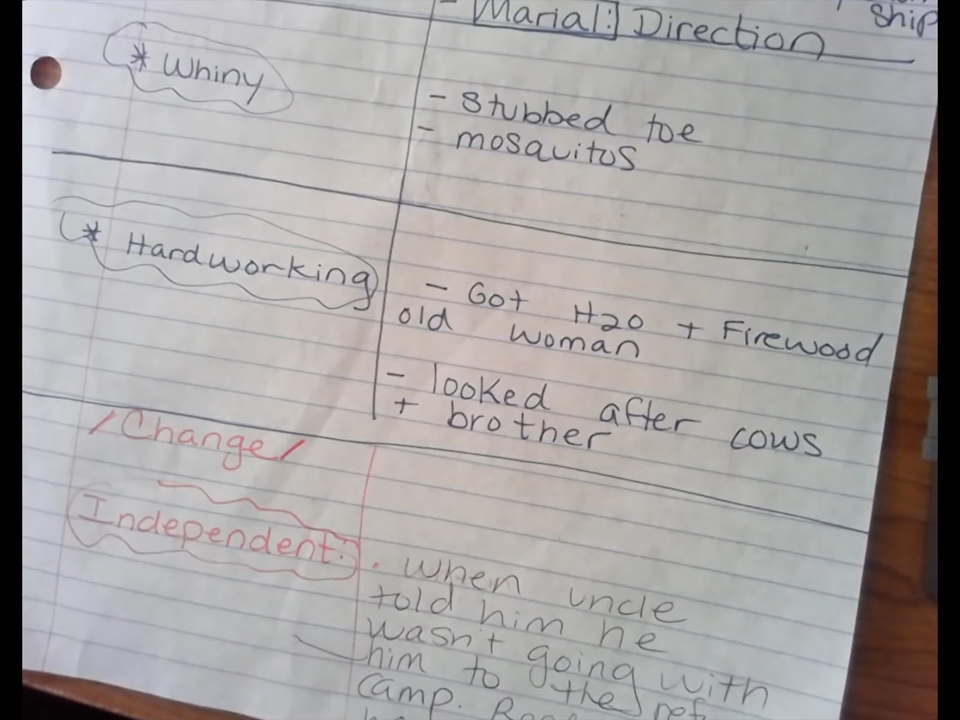 ship
- Marial: Direction
* Whiny
- Stubbed toe
- mosquitos
* Hardworking
- Got H20 + Firewood
old woman
- looked after cows
+ brother
/Change/
Independent:
. when uncle
told him he
wasn't going with
him to the ref
camp.